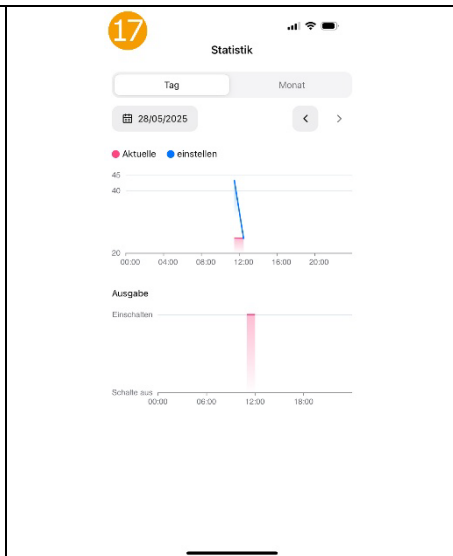 17
Statistik
Tag Monat
28/05/2025 < >
Aktuelle einstellen
45
40
20
00:00 04:00 08:00 12:00 16:00 20:00
Ausgabe
Einschalten
Schalte aus
00:00 06:00 12:00 18:00